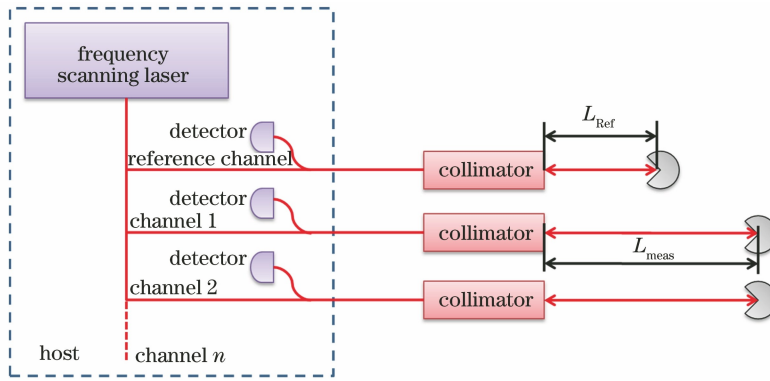 frequency
scanning laser
detector
reference channel
collimator
L_Ref
detector
channel 1
collimator
L_meas
detector
channel 2
collimator
host
channel n